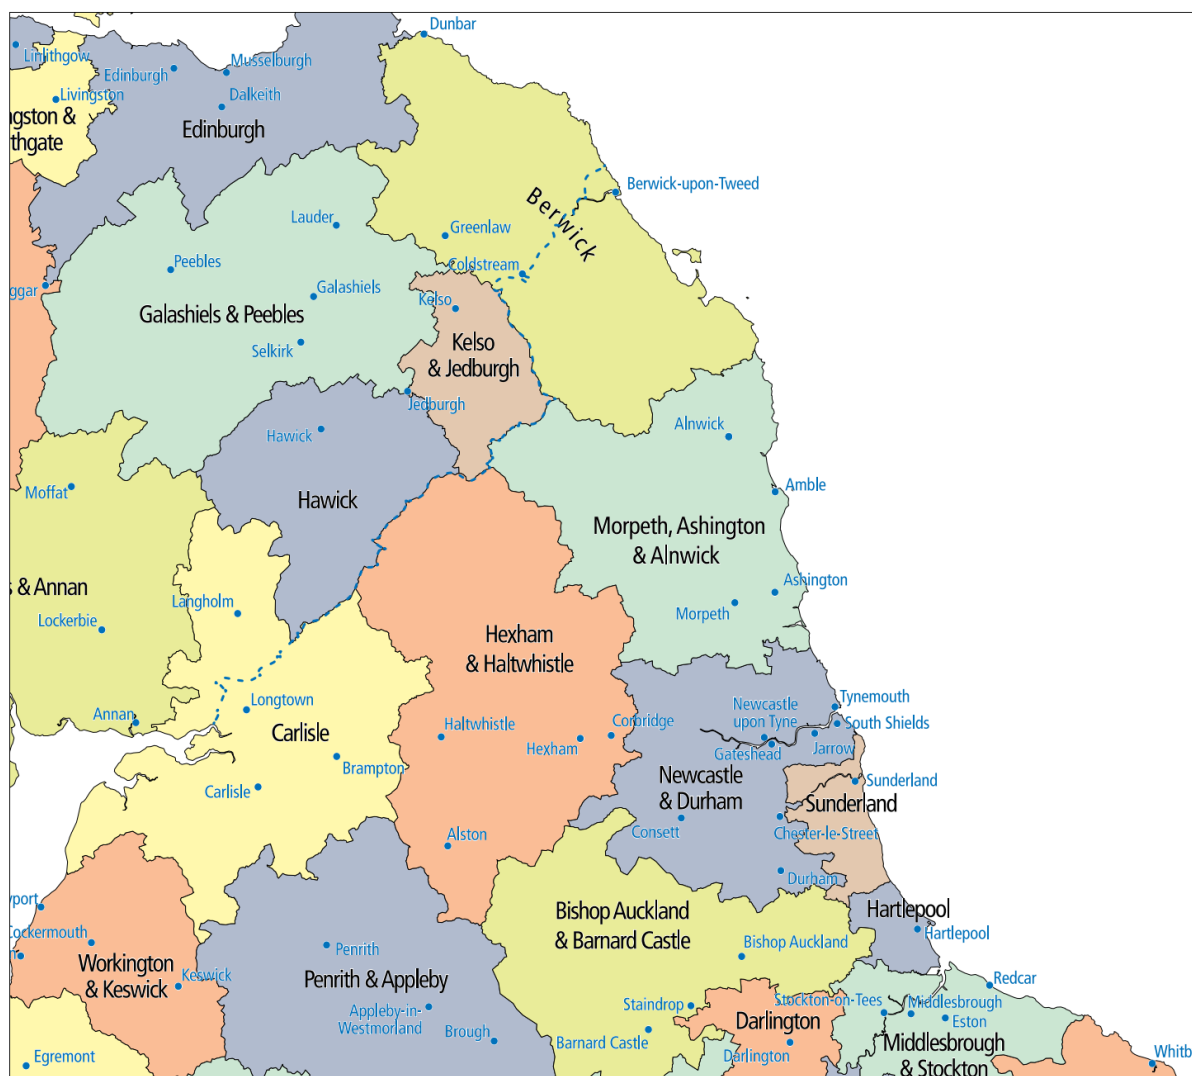 Dunbar
Linlithgow
Edinburgh
Musselburgh
Livingston
Dalkeith
Edinburgh
gston &
thgate
Berwick-upon-Tweed
Berwick
Lauder
Greenlaw
Peebles
Coldstream
ggar
Galashiels
Kelso
Galashiels & Peebles
Kelso
& Jedburgh
Selkirk
Jedburgh
Hawick
Alnwick
Moffat
Amble
Hawick
Morpeth, Ashington
& Alnwick
s & Annan
Ashington
Langholm
Morpeth
Lockerbie
Hexham
& Haltwhistle
Longtown
Annan
Tynemouth
Newcastle
upon Tyne
South Shields
Carlisle
Haltwhistle
Corbridge
Hexham
Jarrow
Gateshead
Brampton
Newcastle
& Durham
Sunderland
Carlisle
Sunderland
Consett
Chester-le-Street
Alston
Durham
yport
Hartlepool
Bishop Auckland
& Barnard Castle
Cockermouth
Hartlepool
Bishop Auckland
Penrith
Workington
& Keswick
Keswick
Penrith & Appleby
Redcar
Appleby-in-
Westmorland
Staindrop
Stockton-on-Tees
Middlesbrough
Eston
Darlington
Brough
Barnard Castle
Darlington
Middlesbrough
& Stockton
Egremont
Whitb